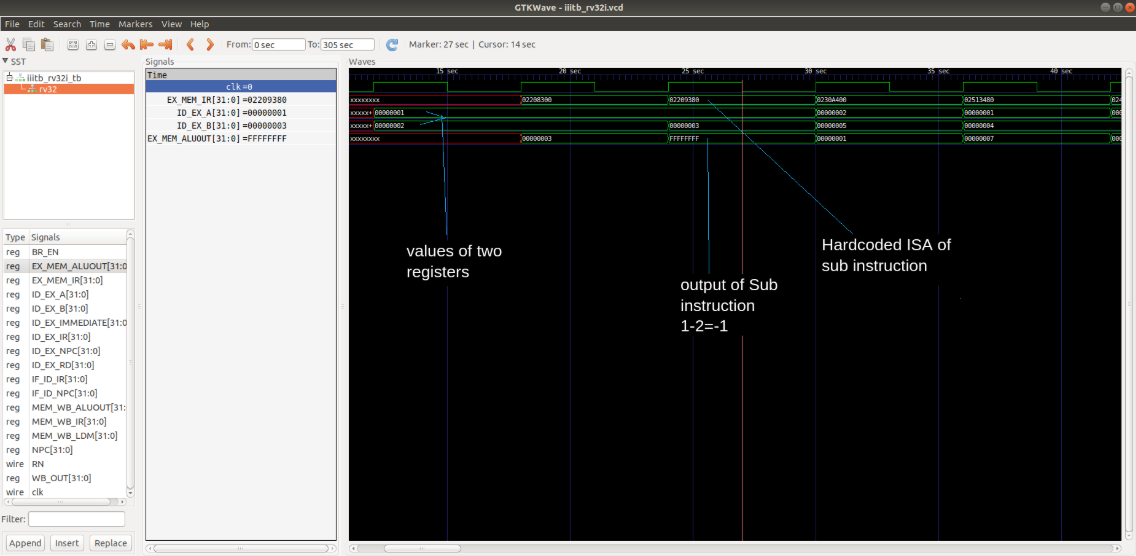 GTKWave - iiitb_rv32i.vcd
File Edit Search Time Markers View Help
From: 0 sec To: 305 sec Marker: 27 sec | Cursor: 14 sec
SST
iiitb_rv32i_tb
rv32
Type Signals
reg BR_EN
reg EX_MEM_ALUOUT[31:0
reg EX_MEM_IR[31:0]
reg ID_EX_A[31:0]
reg ID_EX_B[31:0]
reg ID_EX_IMMEDIATE[31:0
reg ID_EX_IR[31:0]
reg ID_EX_NPC[31:0]
reg ID_EX_RD[31:0]
reg IF_ID_IR[31:0]
reg IF_ID_NPC[31:0]
reg MEM_WB_ALUOUT[31:
reg MEM_WB_IR[31:0]
reg MEM_WB_LDM[31:0]
reg NPC[31:0]
wire RN
reg WB_OUT[31:0]
wire clk
Filter:
Append Insert Replace
Signals
Time
clk=0
EX_MEM_IR[31:0] =02209380
ID_EX_A[31:0] =00000001
ID_EX_B[31:0] =00000003
EX_MEM_ALUOUT[31:0] =FFFFFFFF
Waves
15 sec 20 sec 25 sec 30 sec 35 sec 40 sec
xxxxxxxx 02208300 02209380 0230A400 02513480 024
xxxxx+ 00000001 00000002 00000001 000
xxxxx+ 00000002 00000003 00000005 00000004
xxxxxxxx 00000003 FFFFFFFF 00000001 00000007 000
values of two
registers
output of Sub
instruction
1-2=-1
Hardcoded ISA of
sub instruction